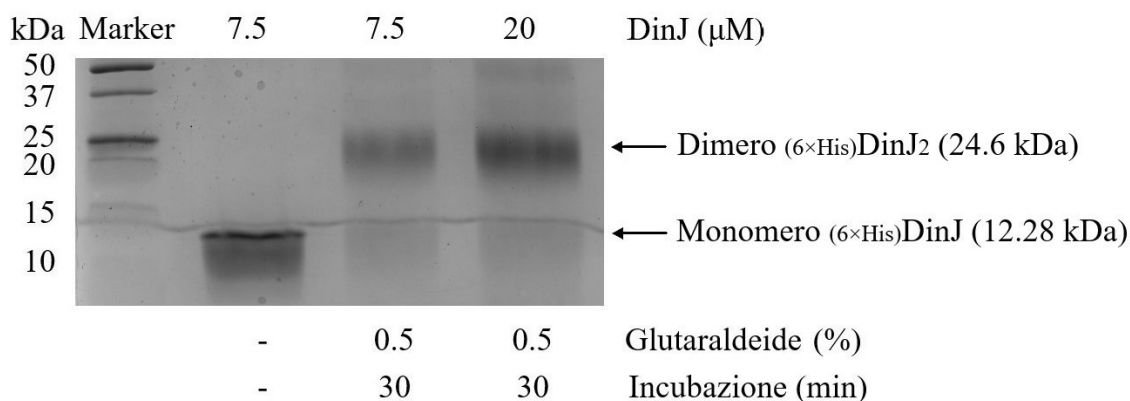 kDa Marker 7.5 7.5 20 DinJ (μM)
50
37
25
20
15
10
Dimero (6×His)DinJ2 (24.6 kDa)
Monomero (6×His)DinJ (12.28 kDa)
- 0.5 0.5 Glutaraldeide (%)
- 30 30 Incubazione (min)